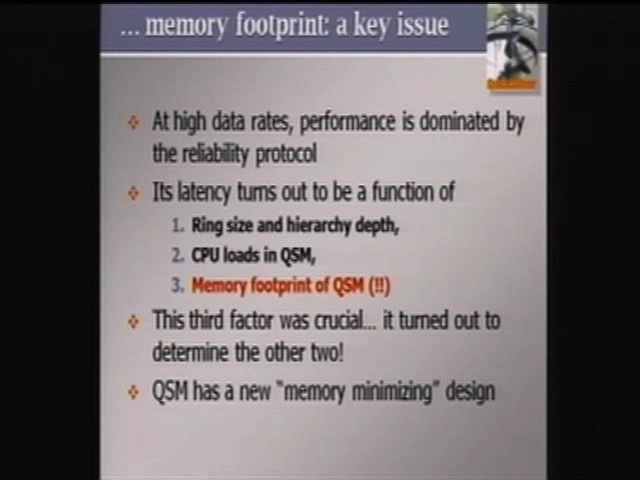 ... memory footprint: a key issue
At high data rates, performance is dominated by
the reliability protocol
Its latency turns out to be a function of
1. Ring size and hierarchy depth,
2. CPU loads in QSM,
3. Memory footprint of QSM (!!)
This third factor was crucial... it turned out to
determine the other two!
QSM has a new "memory minimizing" design